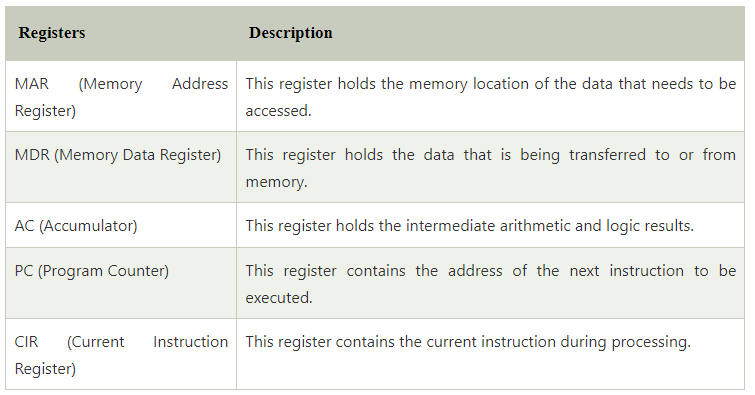 Registers Description
MAR (Memory Address Register) This register holds the memory location of the data that needs to be
accessed.
MDR (Memory Data Register) This register holds the data that is being transferred to or from
memory.
AC (Accumulator) This register holds the intermediate arithmetic and logic results.
PC (Program Counter) This register contains the address of the next instruction to be
executed.
CIR (Current Instruction Register) This register contains the current instruction during processing.